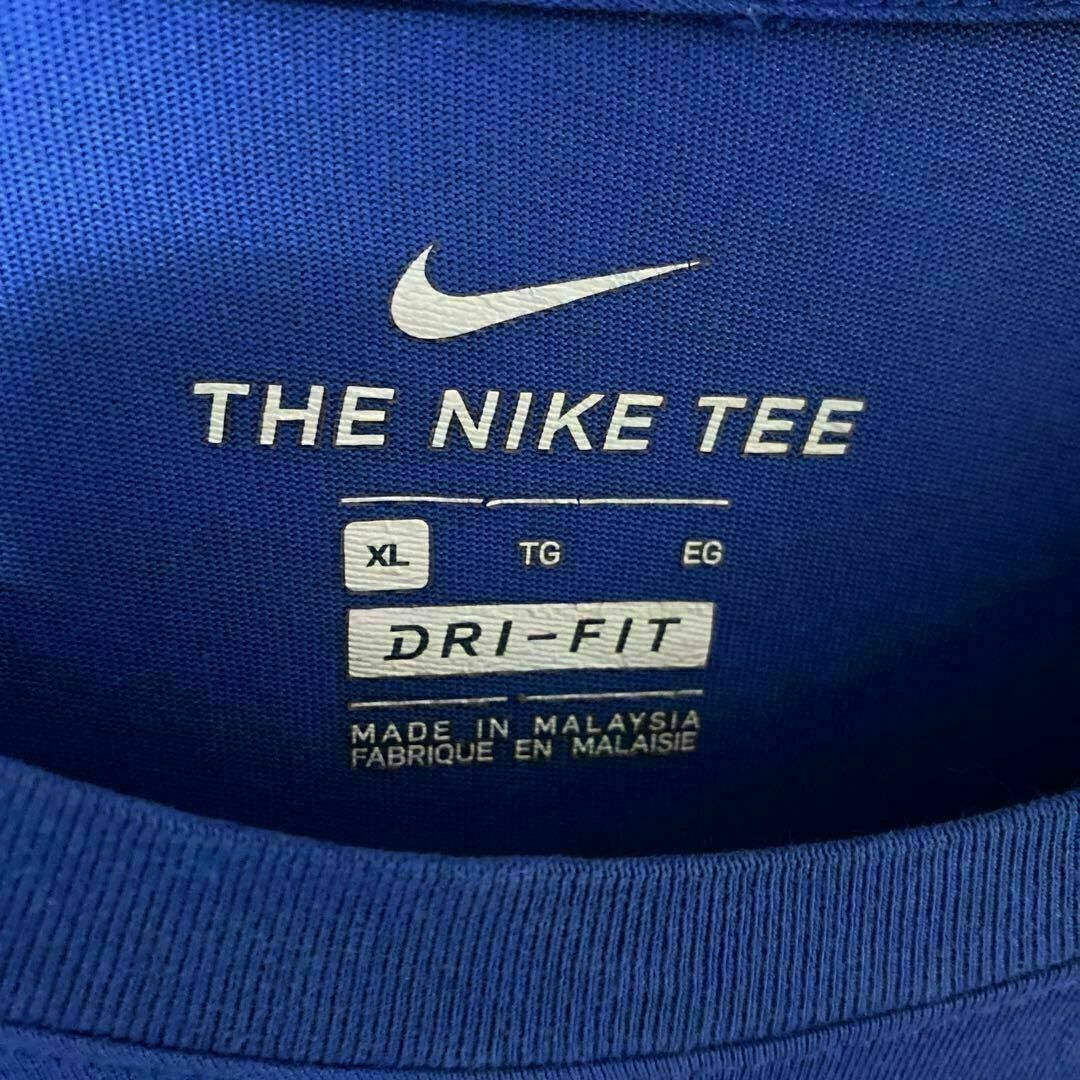 THE NIKE TEE
XL TG EG
DRI-FIT
MADE IN MALAYSIA
FABRIQUE EN MALAISIE